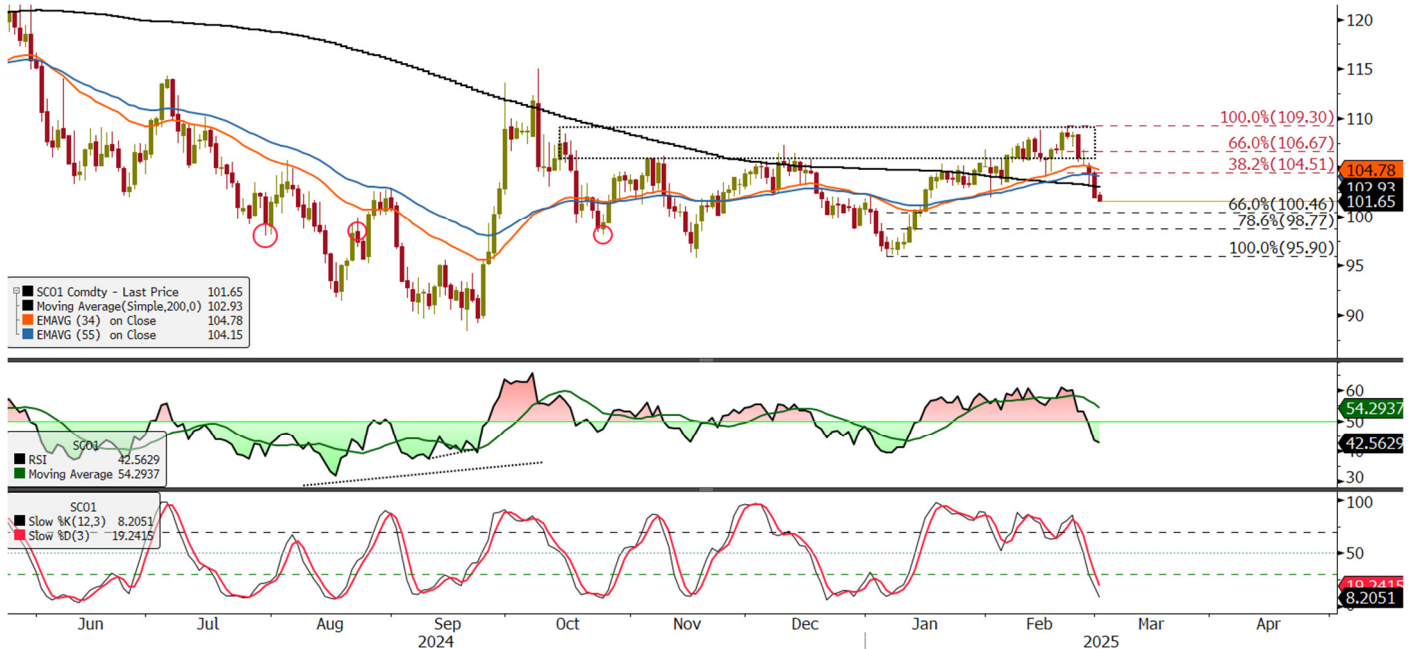 120
115
110
100.0%(109.30)
66.0%(106.67)
38.2%(104.51)
104.78
102.93
101.65
66.0%(100.46)
100
78.6%(98.77)
100.0%(95.90)
95
90
SCO1 Comdty - Last Price 101.65
Moving Average(Simple,200,0) 102.93
EMAVG (34) on Close 104.78
EMAVG (55) on Close 104.15
60
54.2937
50
42.5629
40
30
SCO1
RSI 42.5629
Moving Average 54.2937
100
SCO1
Slow %K(12,3) 8.2051
Slow %D(3) 19.2415
50
19.2415
8.2051
0
Jun Jul Aug Sep Oct Nov Dec Jan Feb Mar Apr
2024 2025